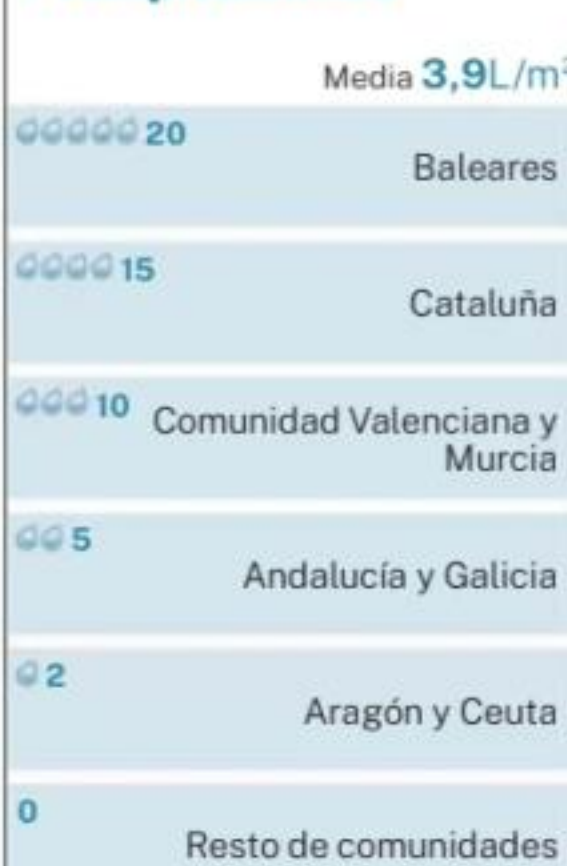 Media 3,9L/m²
20
Baleares
15
Cataluña
10
Comunidad Valenciana y
Murcia
5
Andalucía y Galicia
2
Aragón y Ceuta
0
Resto de comunidades